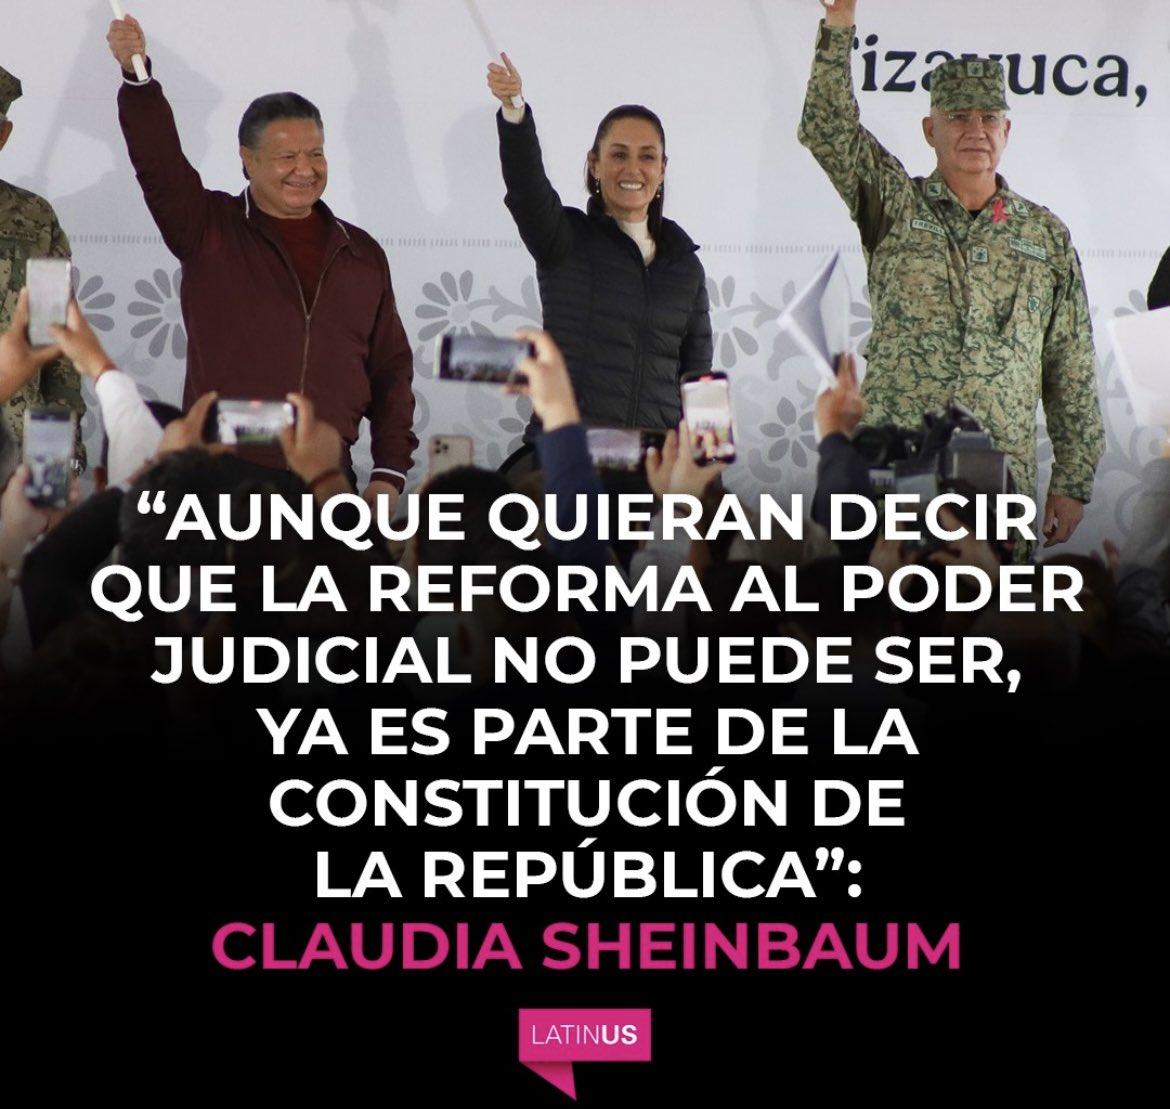 Tizayuca,
“AUNQUE QUIERAN DECIR
QUE LA REFORMA AL PODER
JUDICIAL NO PUEDE SER,
YA ES PARTE DE LA
CONSTITUCIÓN DE
LA REPÚBLICA”:
CLAUDIA SHEINBAUM
LATINUS